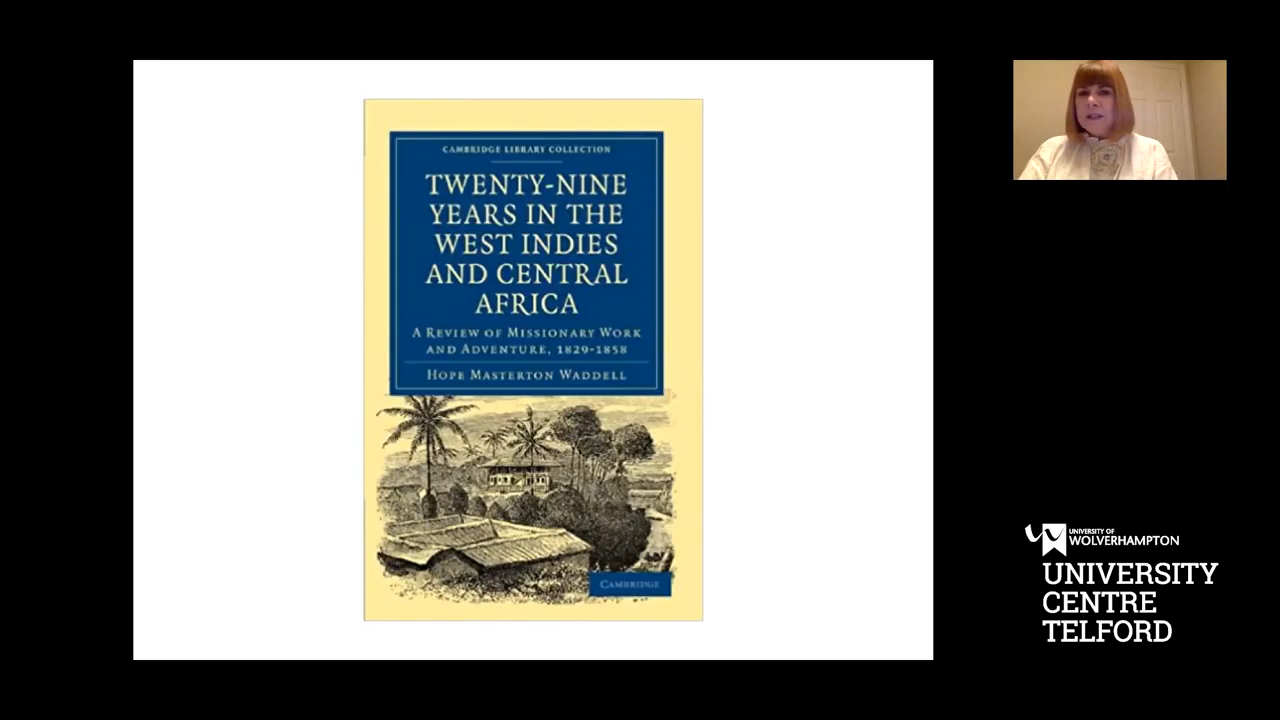 CAMBRIDGE LIBRARY COLLECTION
TWENTY-NINE
YEARS IN THE
WEST INDIES
AND CENTRAL
AFRICA
A REVIEW OF MISSIONARY WORK
AND ADVENTURE, 1829-1858
HOPE MASTERTON WADDELL
CAMBRIDGE
UNIVERSITY OF
WOLVERHAMPTON
UNIVERSITY
CENTRE
TELFORD